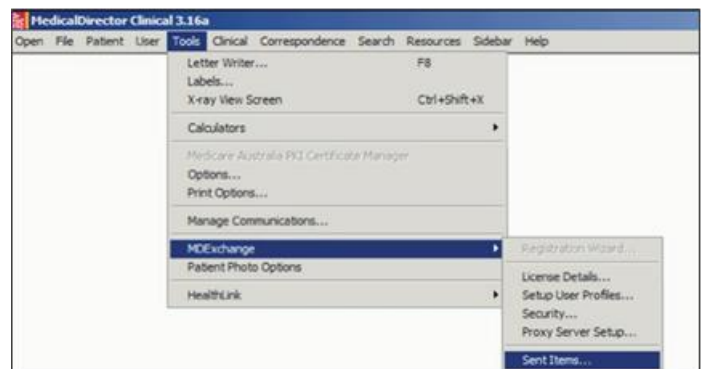 MedicalDirector Clinical 3.16a
Open File Patient User Tools Clinical Correspondence Search Resources Sidebar Help
Letter Writer... F8
Labels...
X-ray View Screen Ctrl+Shift+X
Calculators
Medicare Australia PKI Certificate Manager
Options...
Print Options...
Manage Communications...
MDExchange
Registration Wizard...
Patient Photo Options
License Details...
HealthLink
Setup User Profiles...
Security...
Proxy Server Setup...
Sent Items...